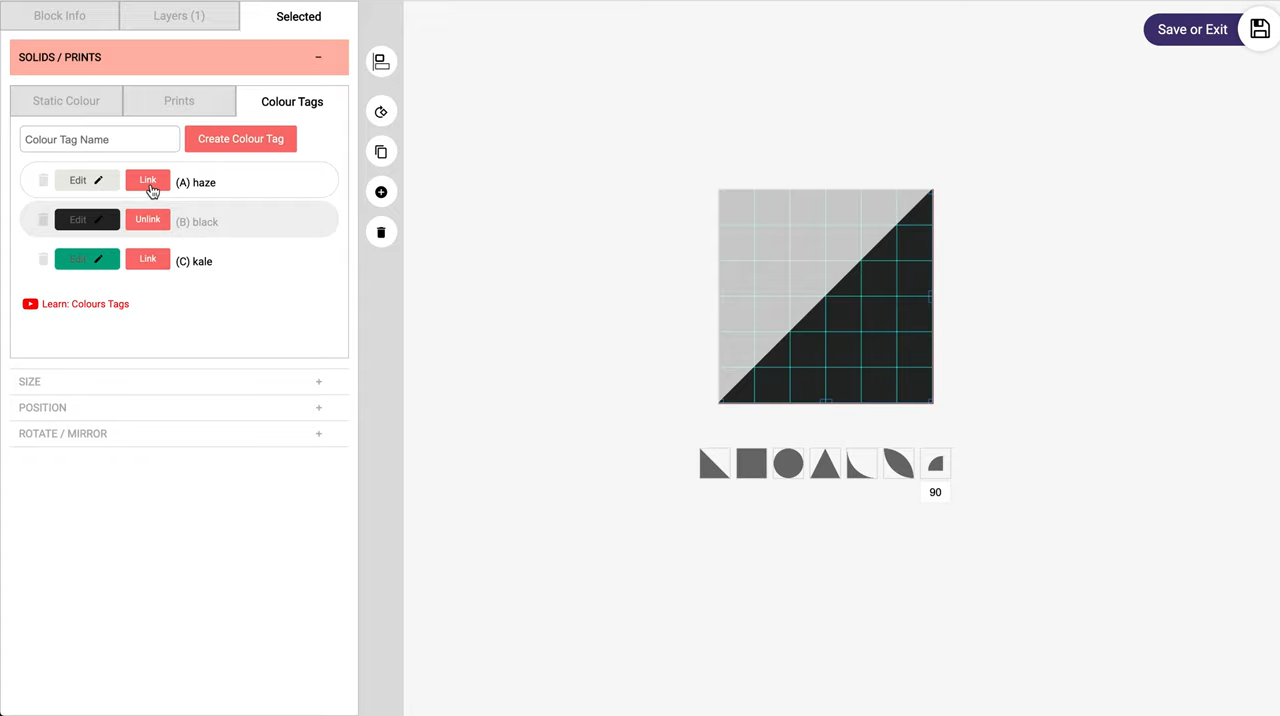 Block Info
Layers (1)
Selected
Save or Exit
SOLIDS / PRINTS
−
Static Colour
Prints
Colour Tags
Colour Tag Name
Create Colour Tag
Edit
Link
(A) haze
Edit
Unlink
(B) black
Edit
Link
(C) kale
Learn: Colours Tags
SIZE
+
POSITION
+
ROTATE / MIRROR
+
90